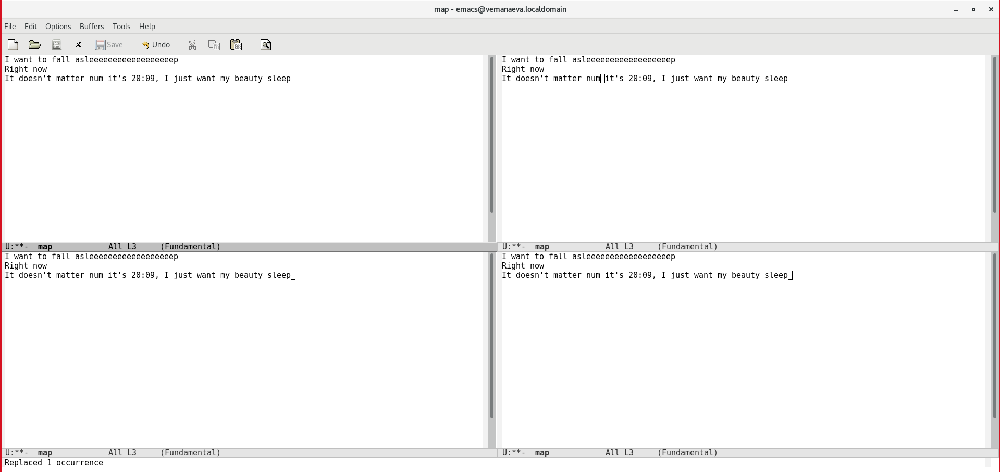 map - emacs@vemanaeva.localdomain
File Edit Options Buffers Tools Help
Save Undo
I want to fall asleeeeeeeeeeeeeeeeeep
Right now
It doesn't matter num it's 20:09, I just want my beauty sleep
U:**- map All L3 (Fundamental)
I want to fall asleeeeeeeeeeeeeeeeeep
Right now
It doesn't matter num it's 20:09, I just want my beauty sleep
U:**- map All L3 (Fundamental)
I want to fall asleeeeeeeeeeeeeeeeeep
Right now
It doesn't matter num it's 20:09, I just want my beauty sleep
U:**- map All L3 (Fundamental)
I want to fall asleeeeeeeeeeeeeeeeeep
Right now
It doesn't matter num it's 20:09, I just want my beauty sleep
U:**- map All L3 (Fundamental)
Replaced 1 occurrence